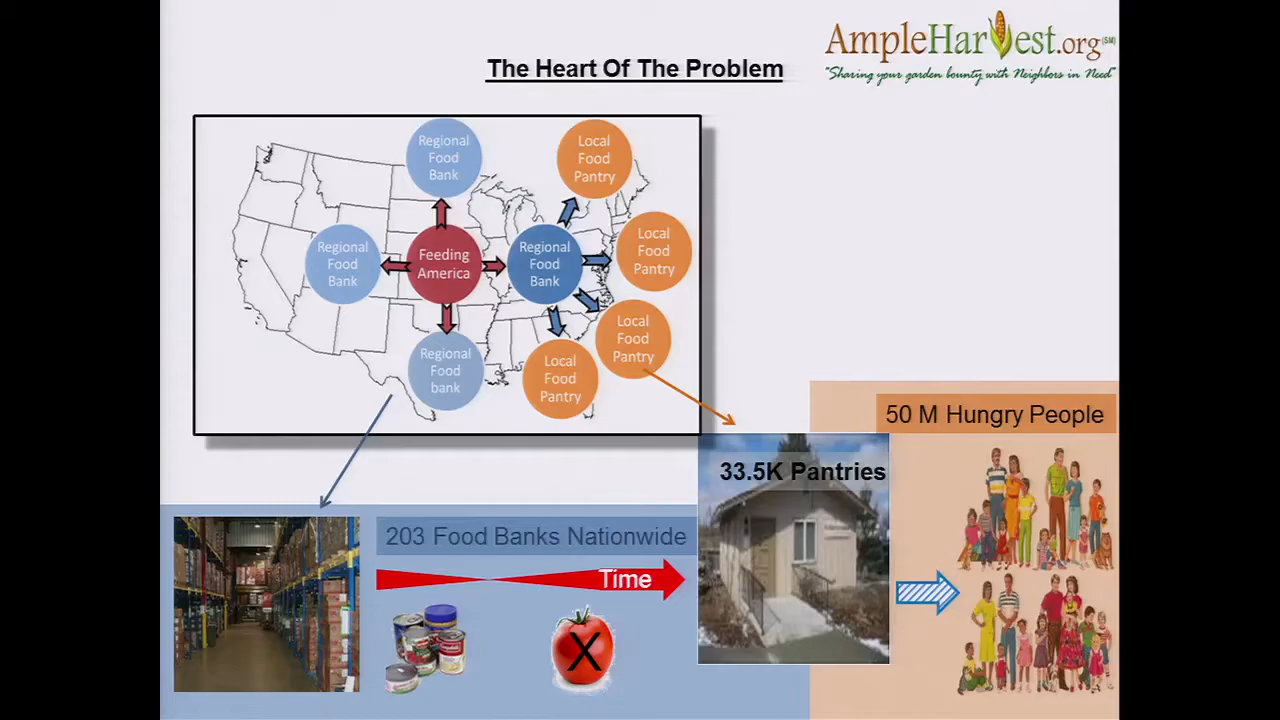 AmpleHarvest.org(SM)
"Sharing your garden bounty with Neighbors in Need"
The Heart Of The Problem
Regional
Food
Bank
Local
Food
Pantry
Regional
Food
Bank
Feeding
America
Regional
Food
Bank
Local
Food
Pantry
Regional
Food
bank
Local
Food
Pantry
Local
Food
Pantry
50 M Hungry People
33.5K Pantries
203 Food Banks Nationwide
Time
X